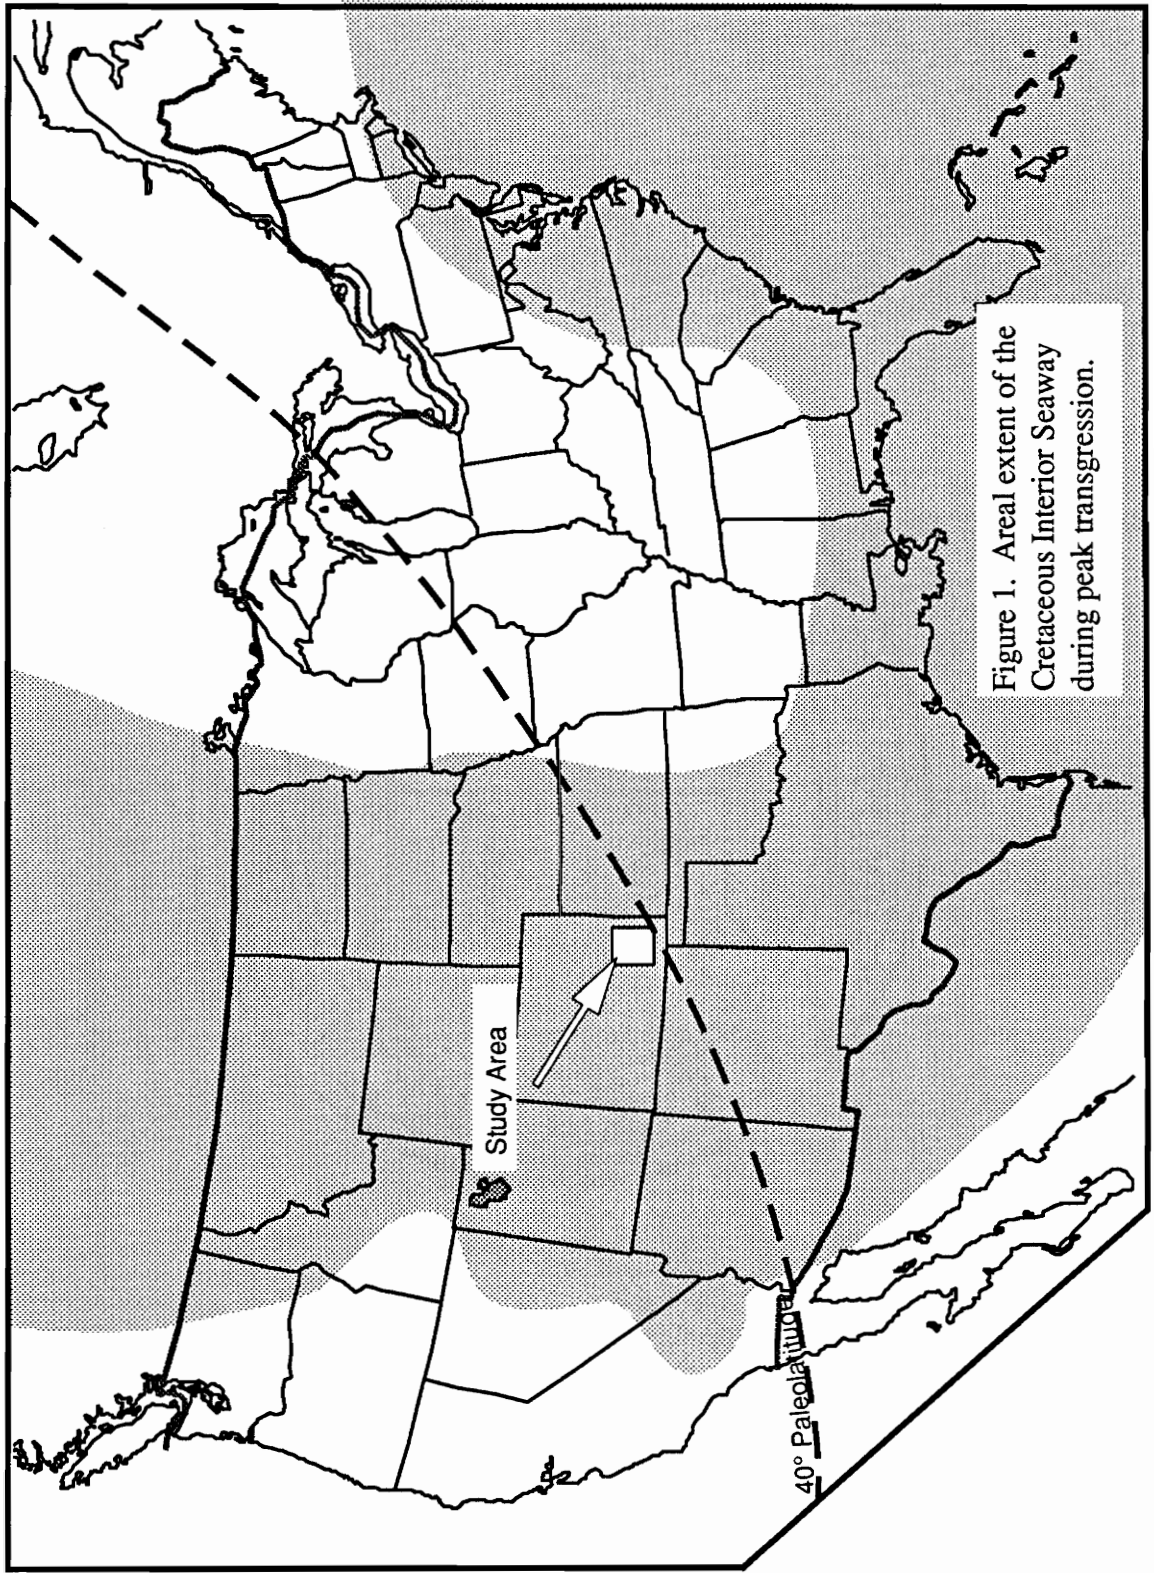 Study Area
40° Paleolatitude
Figure 1. Areal extent of the
Cretaceous Interior Seaway
during peak transgression.